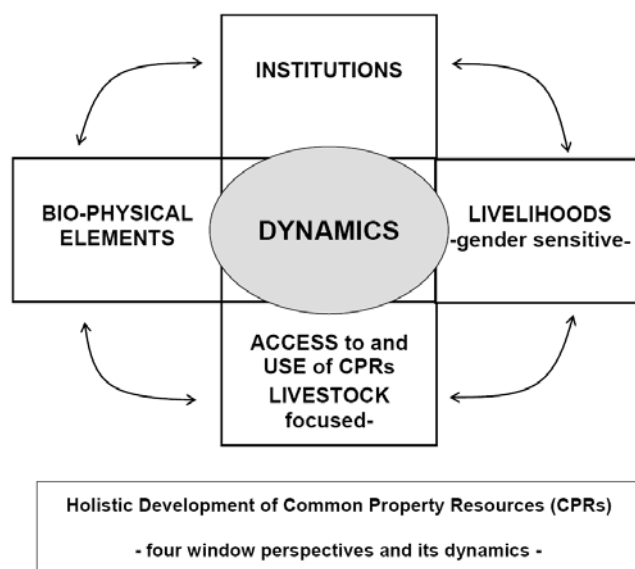 INSTITUTIONS
BIO-PHYSICAL
ELEMENTS
DYNAMICS
LIVELIHOODS
-gender sensitive-
ACCESS to and
USE of CPRs
LIVESTOCK
focused-
Holistic Development of Common Property Resources (CPRs)
- four window perspectives and its dynamics -